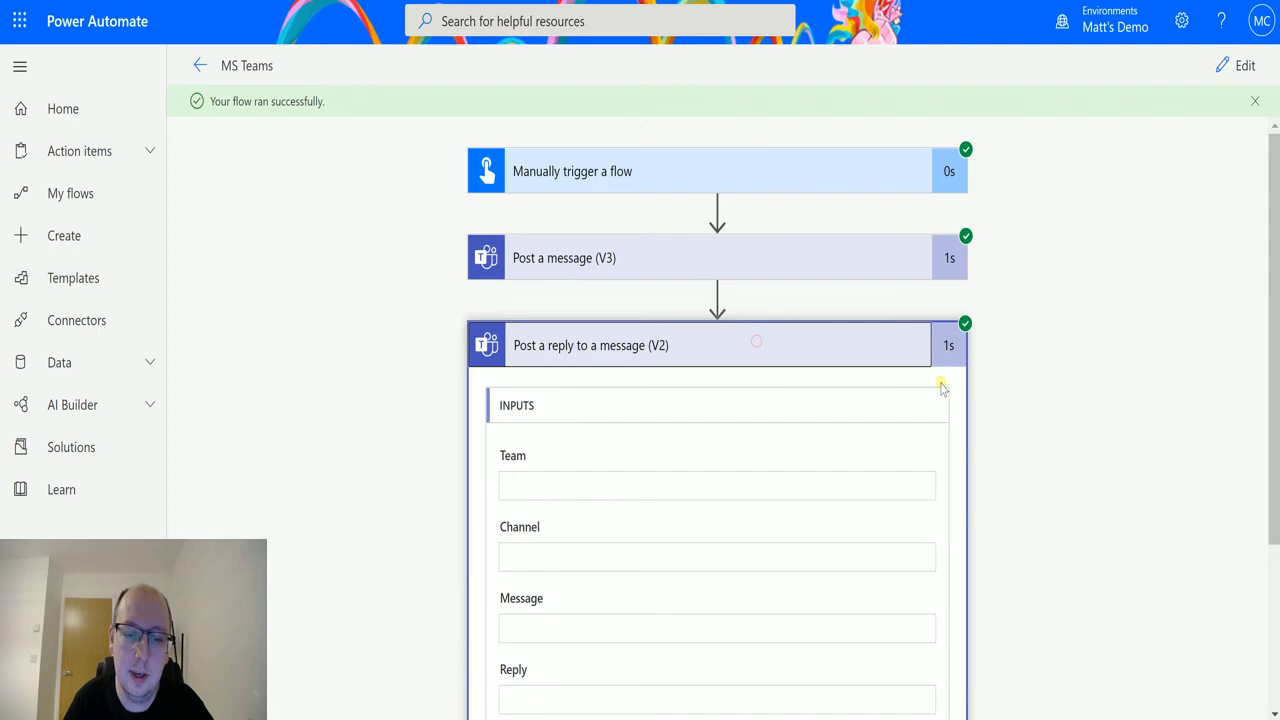 Power Automate
Search for helpful resources
Environments
Matt's Demo
?
MC
MS Teams
Edit
Your flow ran successfully.
Home
Action items
My flows
Create
Templates
Connectors
Data
AI Builder
Solutions
Learn
Manually trigger a flow
0s
Post a message (V3)
1s
Post a reply to a message (V2)
1s
INPUTS
Team
Channel
Message
Reply